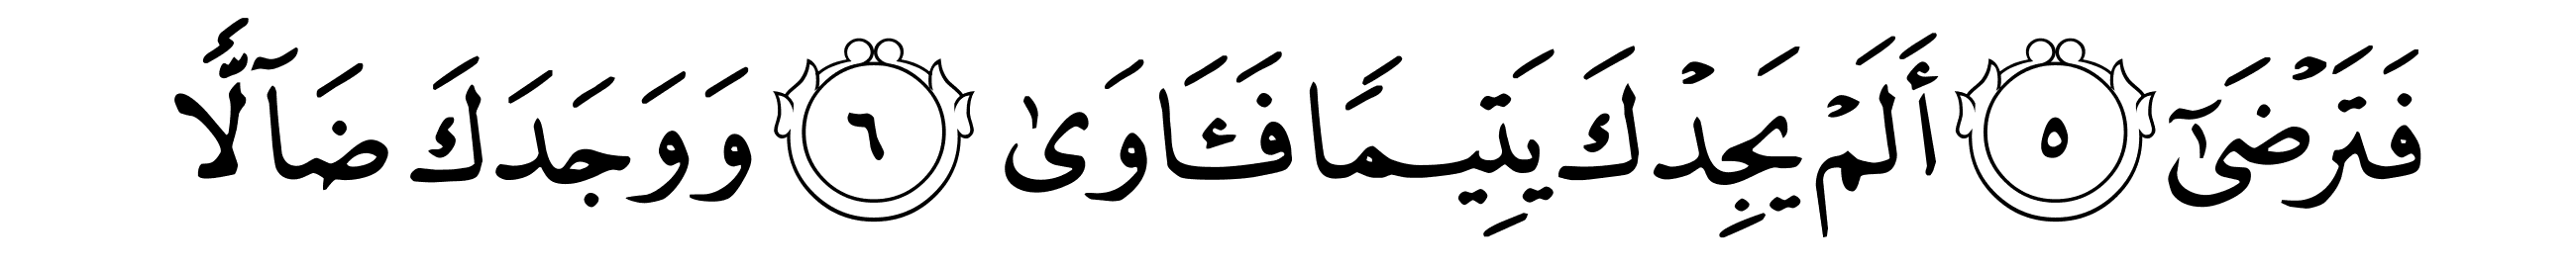 فَتَرْضَىٰٓ ٥ أَلَمْ يَجِدْكَ يَتِيمًا فَـَٔاوَىٰ ٦ وَوَجَدَكَ ضَآلًّا